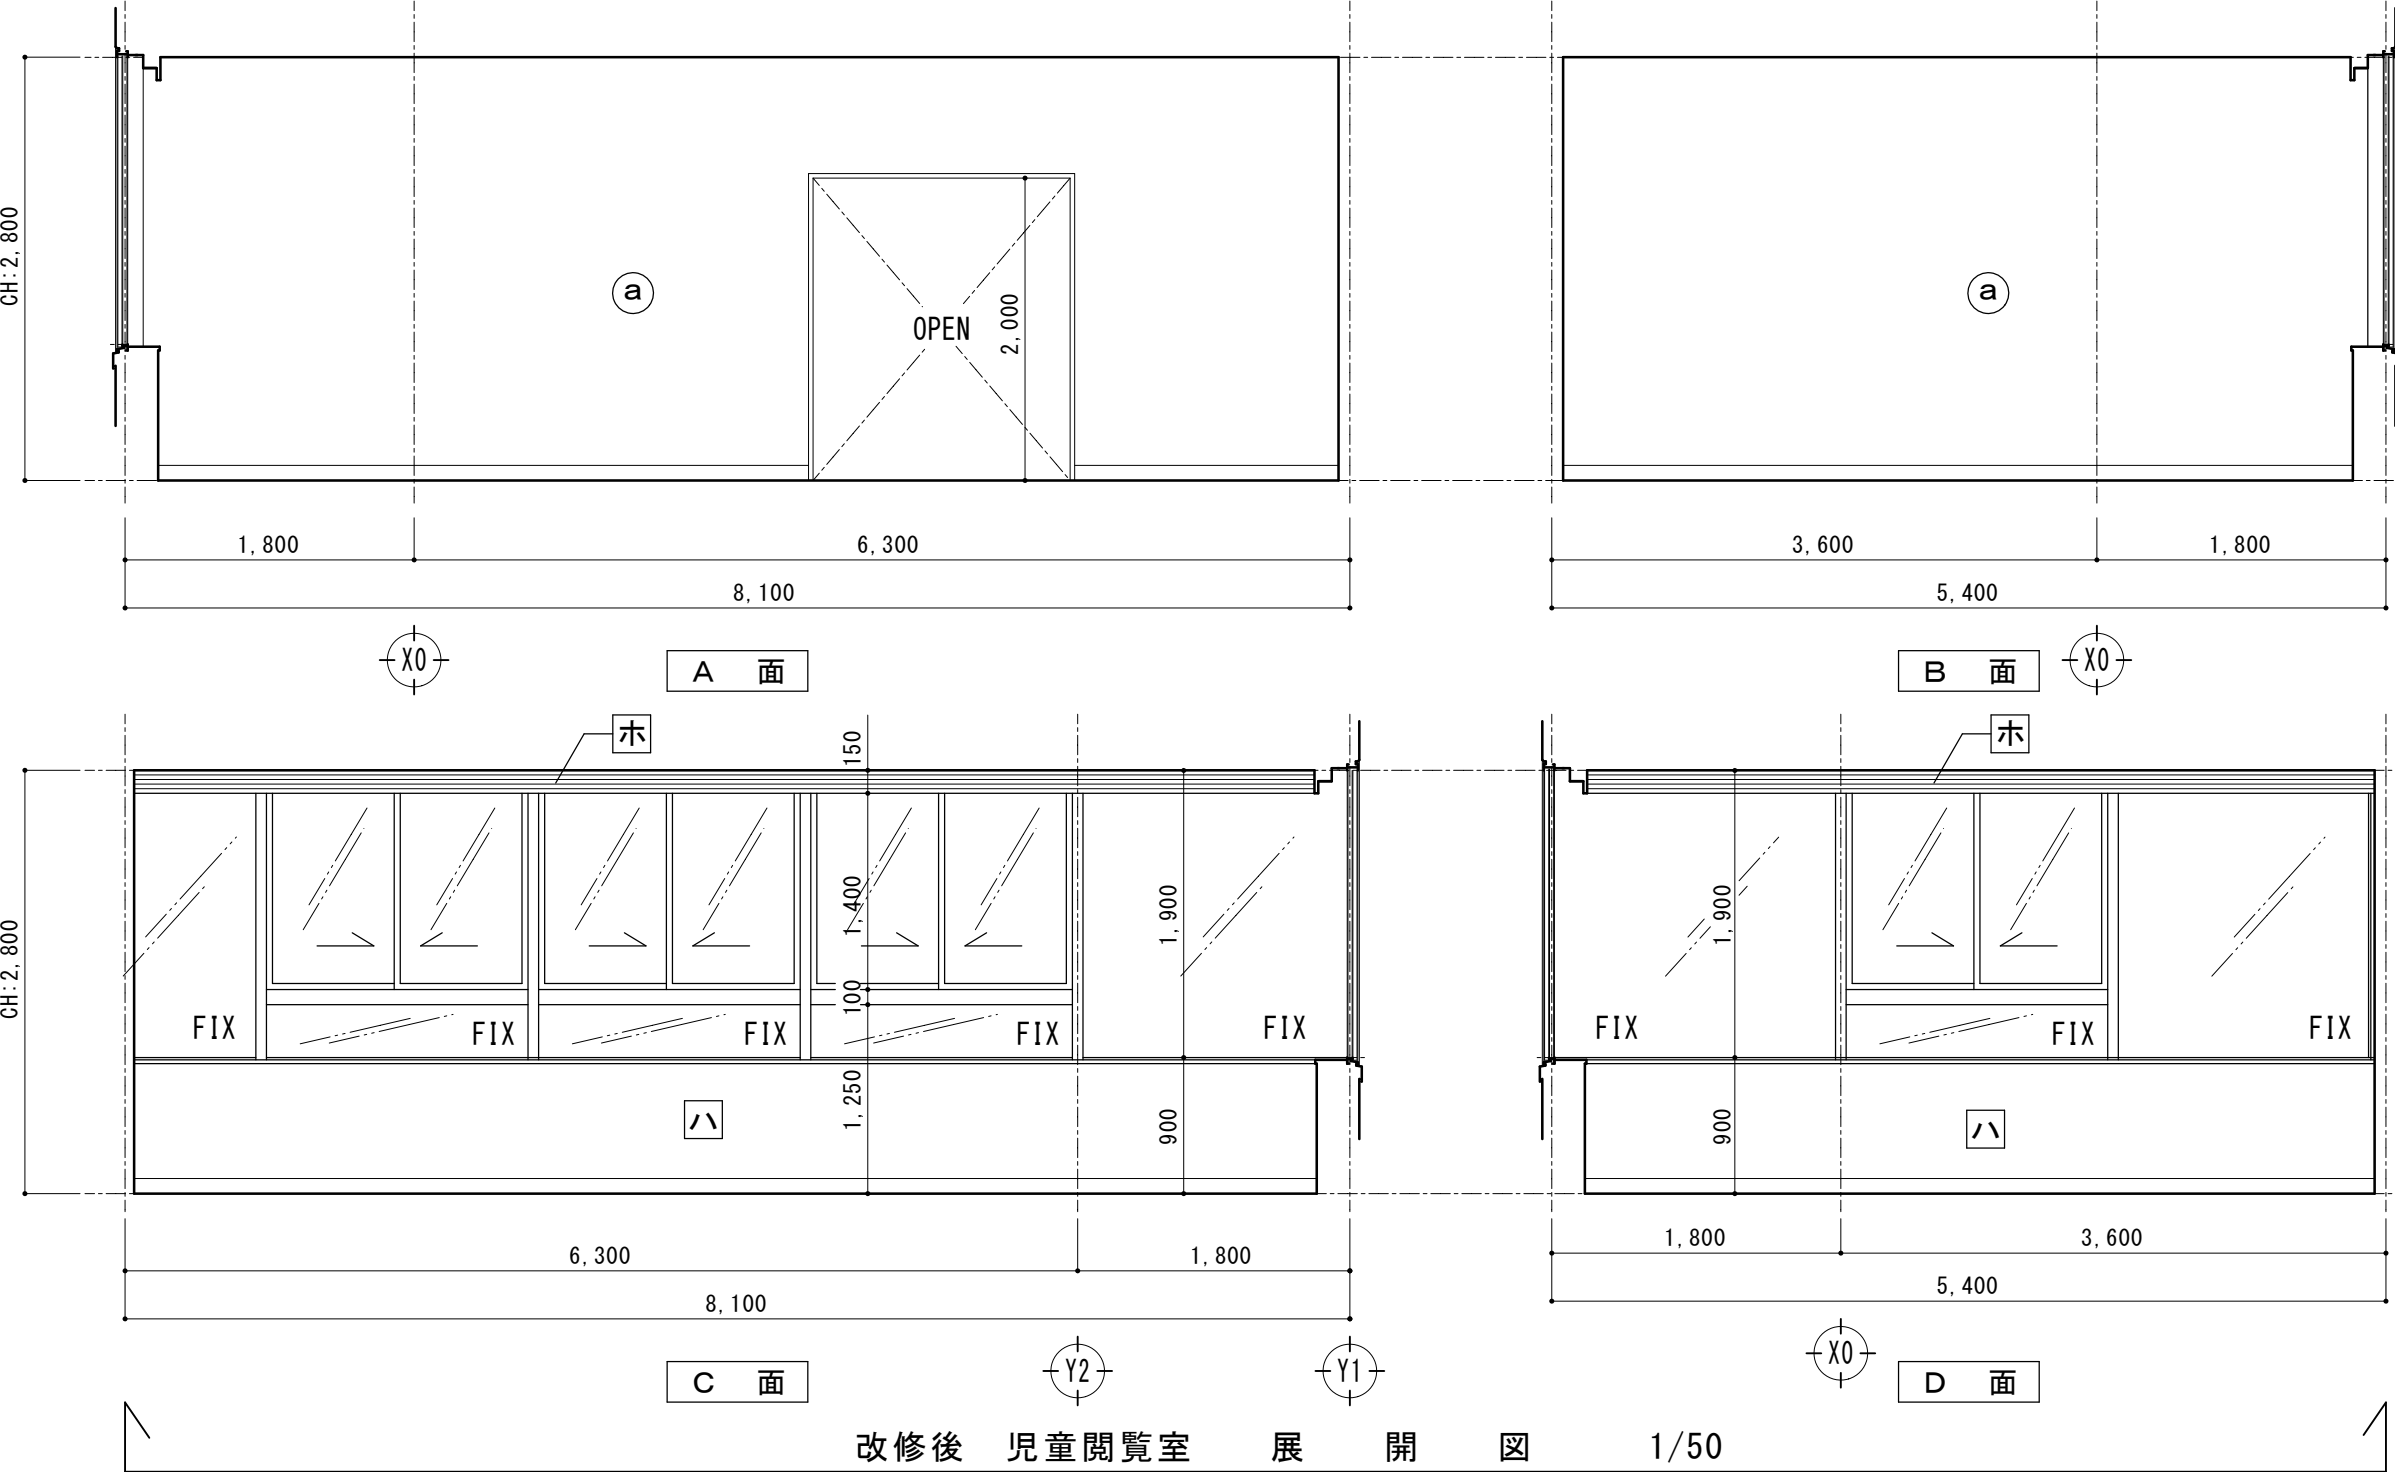 CH:2,800
ⓐ
OPEN
2,000
ⓐ
1,800
6,300
8,100
3,600
1,800
5,400
X0
A 面
B 面
X0
ホ
ホ
CH:2,800
150
1,400
100
1,250
1,900
900
FIX
FIX
FIX
FIX
FIX
ハ
1,900
900
FIX
FIX
FIX
ハ
6,300
1,800
8,100
1,800
3,600
5,400
C 面
Y2
Y1
X0
D 面
改修後 児童閲覧室 展 開 図 1/50